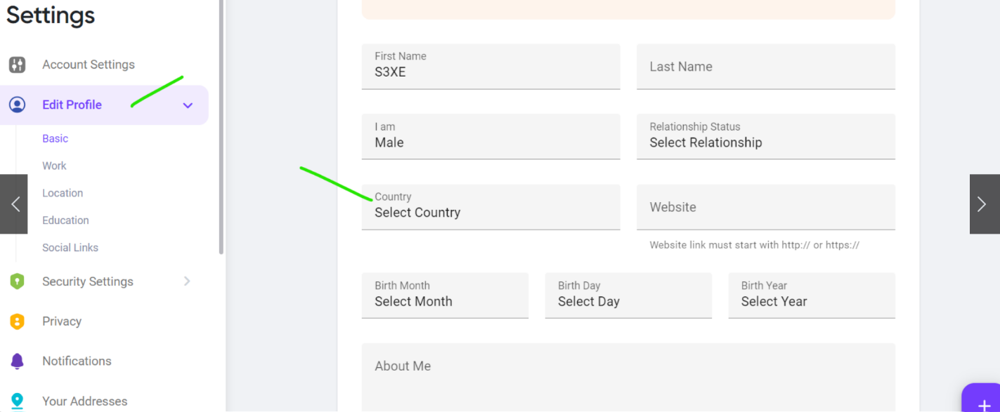 Settings
Account Settings
Edit Profile
Basic
Work
Location
Education
Social Links
Security Settings
Privacy
Notifications
Your Addresses
First Name
S3XE
Last Name
I am
Male
Relationship Status
Select Relationship
Country
Select Country
Website
Website link must start with http:// or https://
Birth Month
Select Month
Birth Day
Select Day
Birth Year
Select Year
About Me